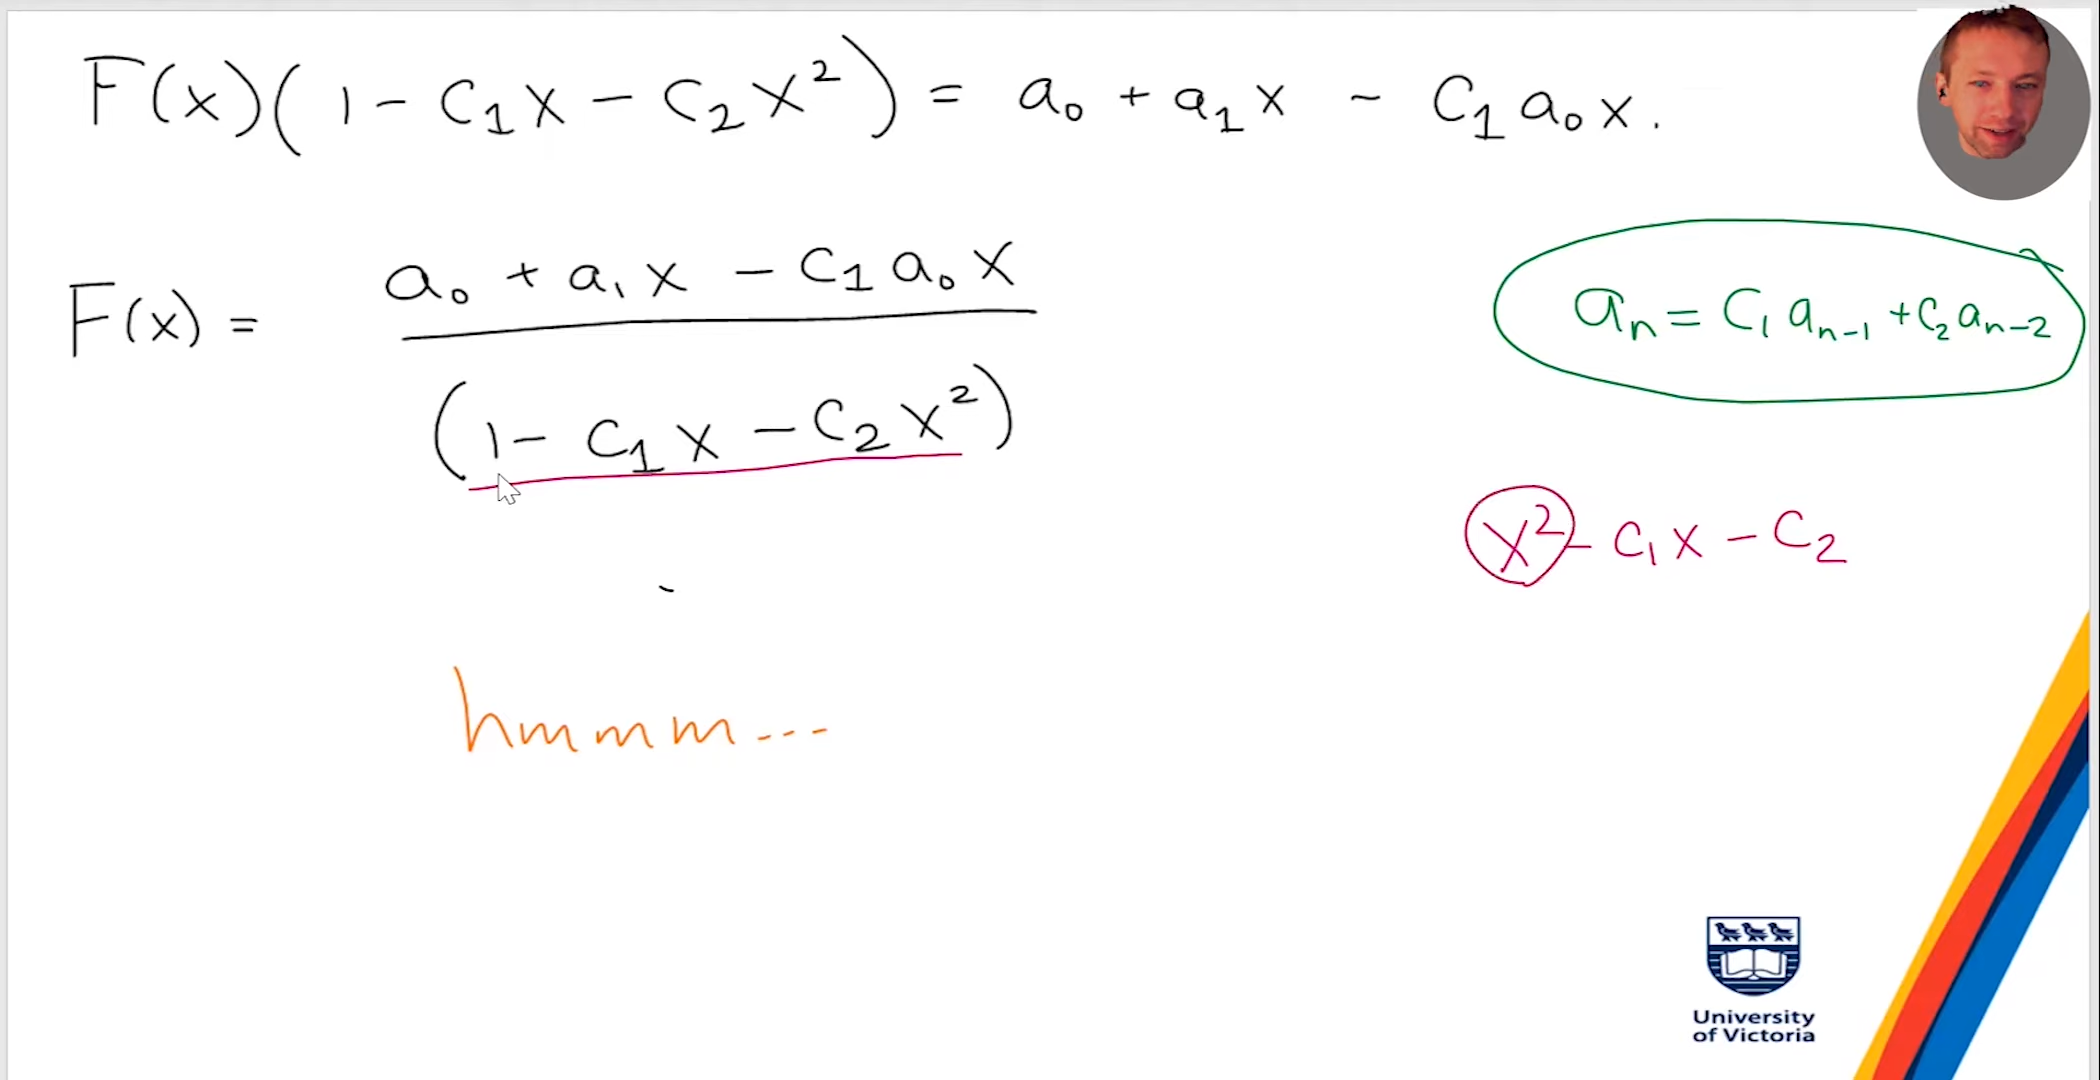 F(x)(1 - C₁x - C₂x²) = a₀ + a₁x - C₁a₀x.
F(x) = (a₀ + a₁x - C₁a₀x) / (1 - C₁x - C₂x²)
aₙ = C₁aₙ₋₁ + C₂aₙ₋₂
x² - C₁x - C₂
hmmm...
University
of Victoria